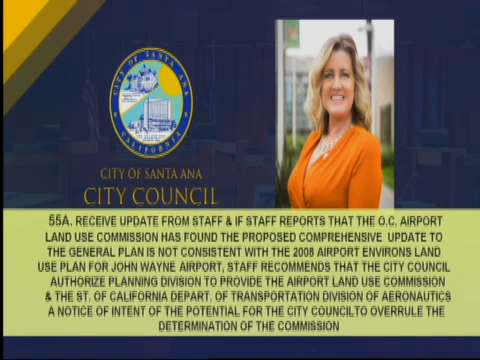 CITY OF SANTA ANA
CALIFORNIA
CITY OF SANTA ANA
CITY COUNCIL
55A. RECEIVE UPDATE FROM STAFF & IF STAFF REPORTS THAT THE O.C. AIRPORT
LAND USE COMMISSION HAS FOUND THE PROPOSED COMPREHENSIVE UPDATE TO
THE GENERAL PLAN IS NOT CONSISTENT WITH THE 2008 AIRPORT ENVIRONS LAND
USE PLAN FOR JOHN WAYNE AIRPORT, STAFF RECOMMENDS THAT THE CITY COUNCIL
AUTHORIZE PLANNING DIVISION TO PROVIDE THE AIRPORT LAND USE COMMISSION
& THE ST. OF CALIFORNIA DEPART. OF TRANSPORTATION DIVISION OF AERONAUTICS
A NOTICE OF INTENT OF THE POTENTIAL FOR THE CITY COUNCILTO OVERRULE THE
DETERMINATION OF THE COMMISSION